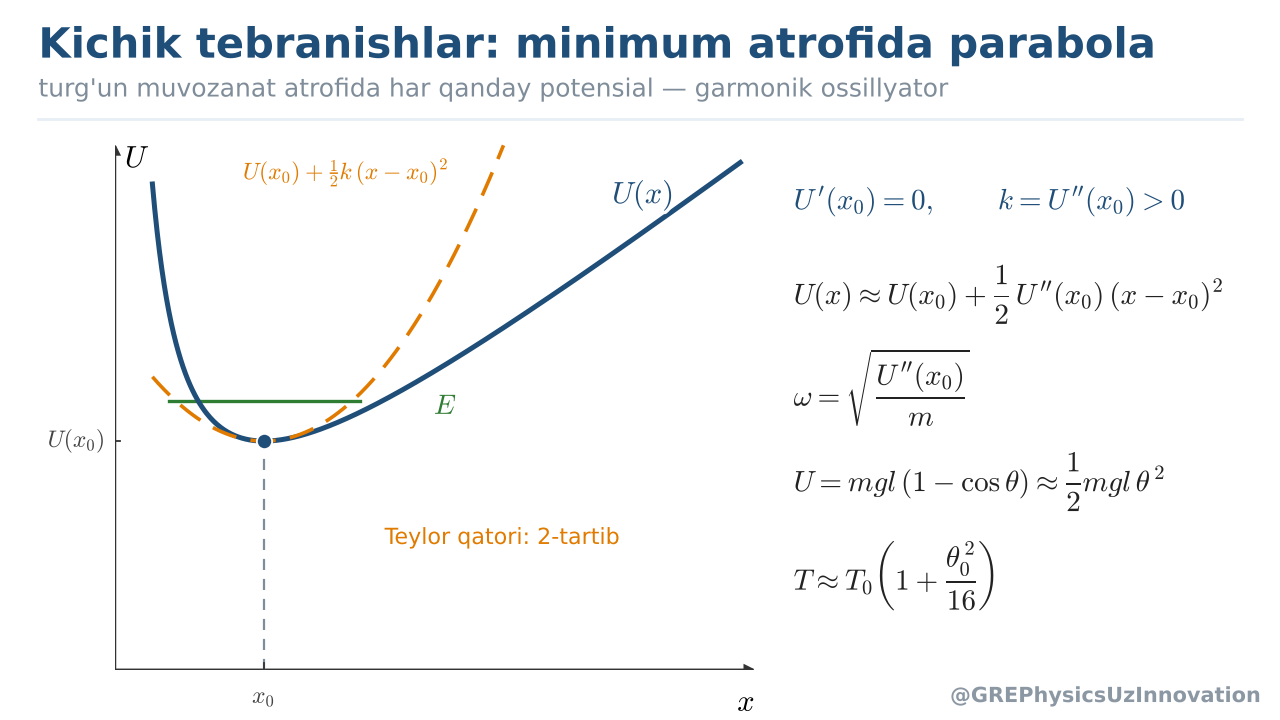 Kichik tebranishlar: minimum atrofida parabola
turg'un muvozanat atrofida har qanday potensial — garmonik ossillyator
U
U(x₀) + ½k (x − x₀)²
U(x)
E
U(x₀)
Teylor qatori: 2-tartib
x₀
x
U′(x₀) = 0, k = U″(x₀) > 0
U(x) ≈ U(x₀) + 1/2 U″(x₀) (x − x₀)²
ω = √(U″(x₀)/m)
U = mgl (1 − cos θ) ≈ 1/2 mgl θ²
T ≈ T₀(1 + θ₀²/16)
@GREPhysicsUzInnovation